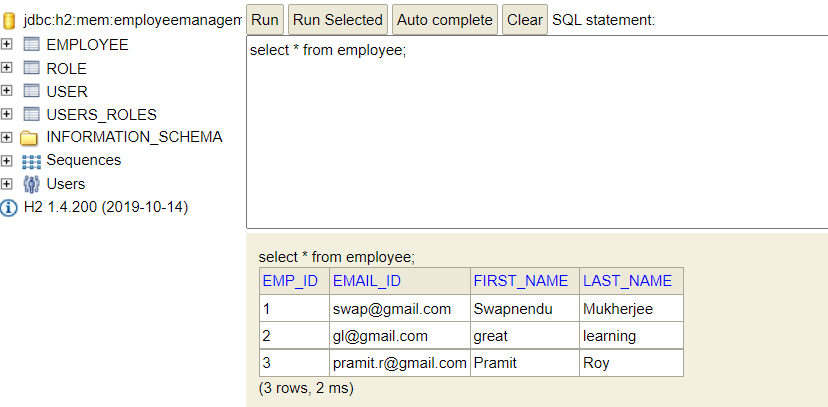 jdbc:h2:mem:employeemanagem
EMPLOYEE
ROLE
USER
USERS_ROLES
INFORMATION_SCHEMA
Sequences
Users
H2 1.4.200 (2019-10-14)
Run Run Selected Auto complete Clear SQL statement:
select * from employee;
select * from employee;
EMP_ID EMAIL_ID FIRST_NAME LAST_NAME
1 swap@gmail.com Swapnendu Mukherjee
2 gl@gmail.com great learning
3 pramit.r@gmail.com Pramit Roy
(3 rows, 2 ms)